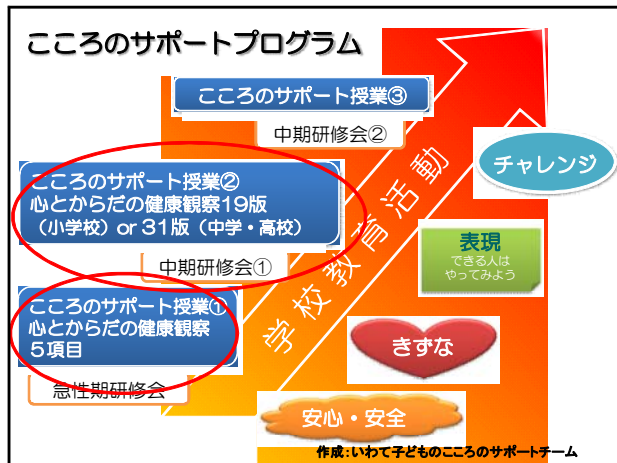 こころのサポートプログラム
こころのサポート授業③
中期研修会②
チャレンジ
こころのサポート授業②
心とからだの健康観察19版
（小学校）or 31版（中学・高校）
中期研修会①
学校教育活動
表現
できる人は
やってみよう
こころのサポート授業①
心とからだの健康観察
５項目
きずな
急性期研修会
安心・安全
作成：いわて子どものこころのサポートチーム